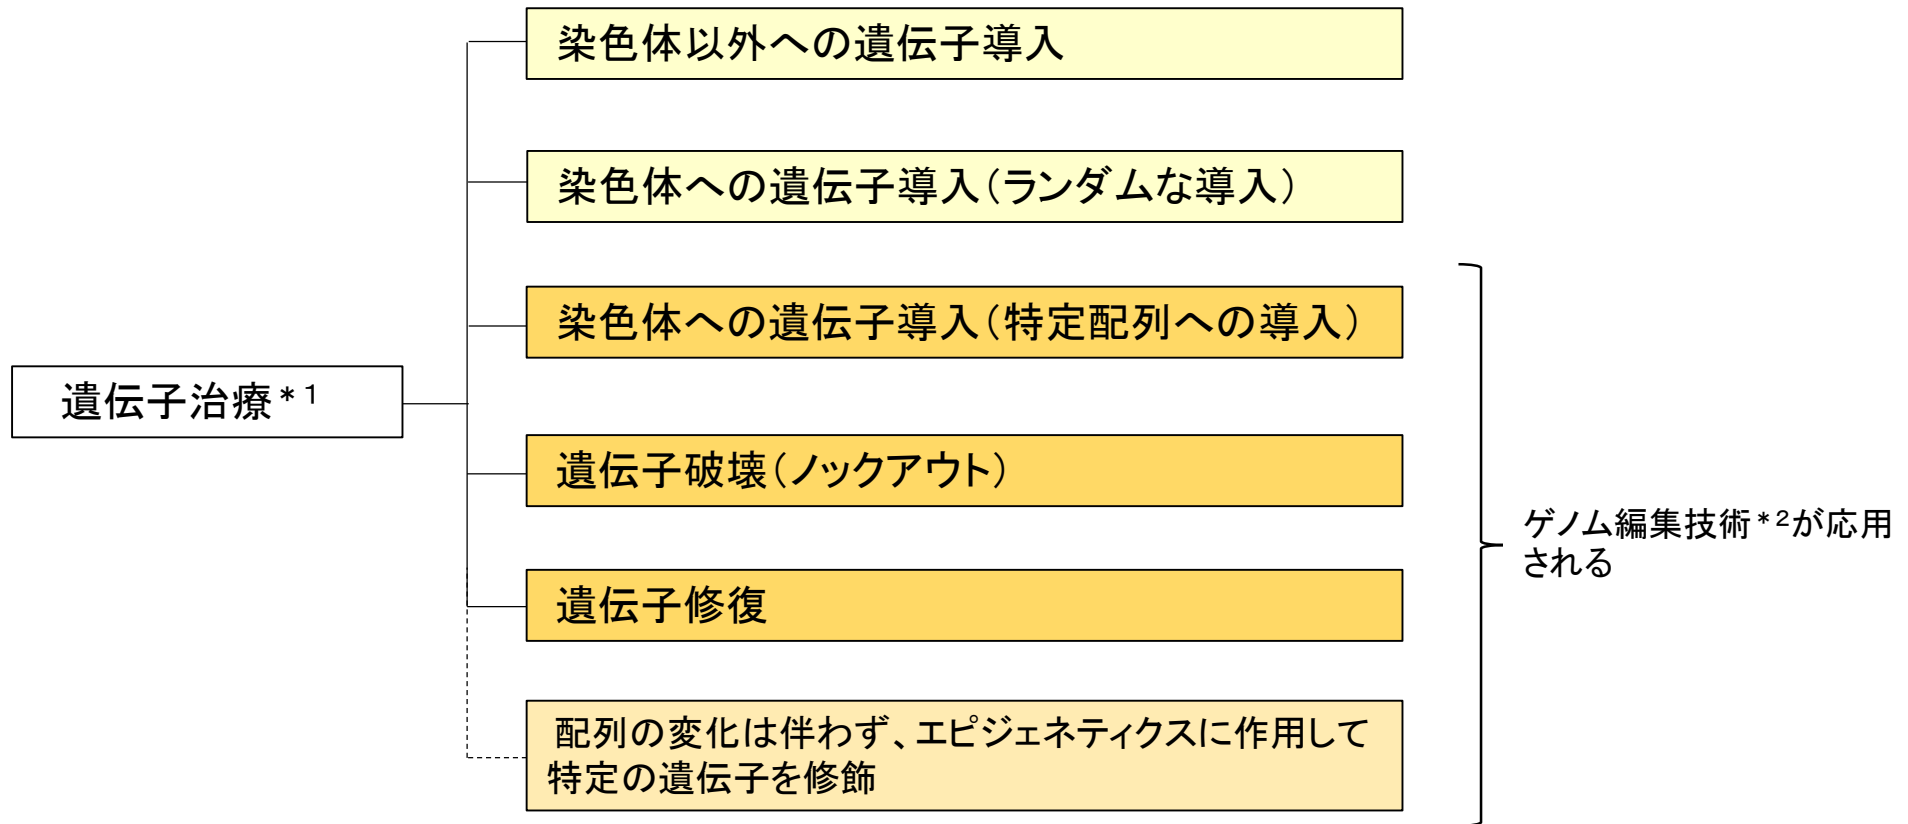 染色体以外への遺伝子導入
染色体への遺伝子導入(ランダムな導入)
染色体への遺伝子導入(特定配列への導入)
遺伝子治療*1
遺伝子破壊(ノックアウト)
ゲノム編集技術*2が応用
される
遺伝子修復
配列の変化は伴わず、エピジェネティクスに作用して
特定の遺伝子を修飾